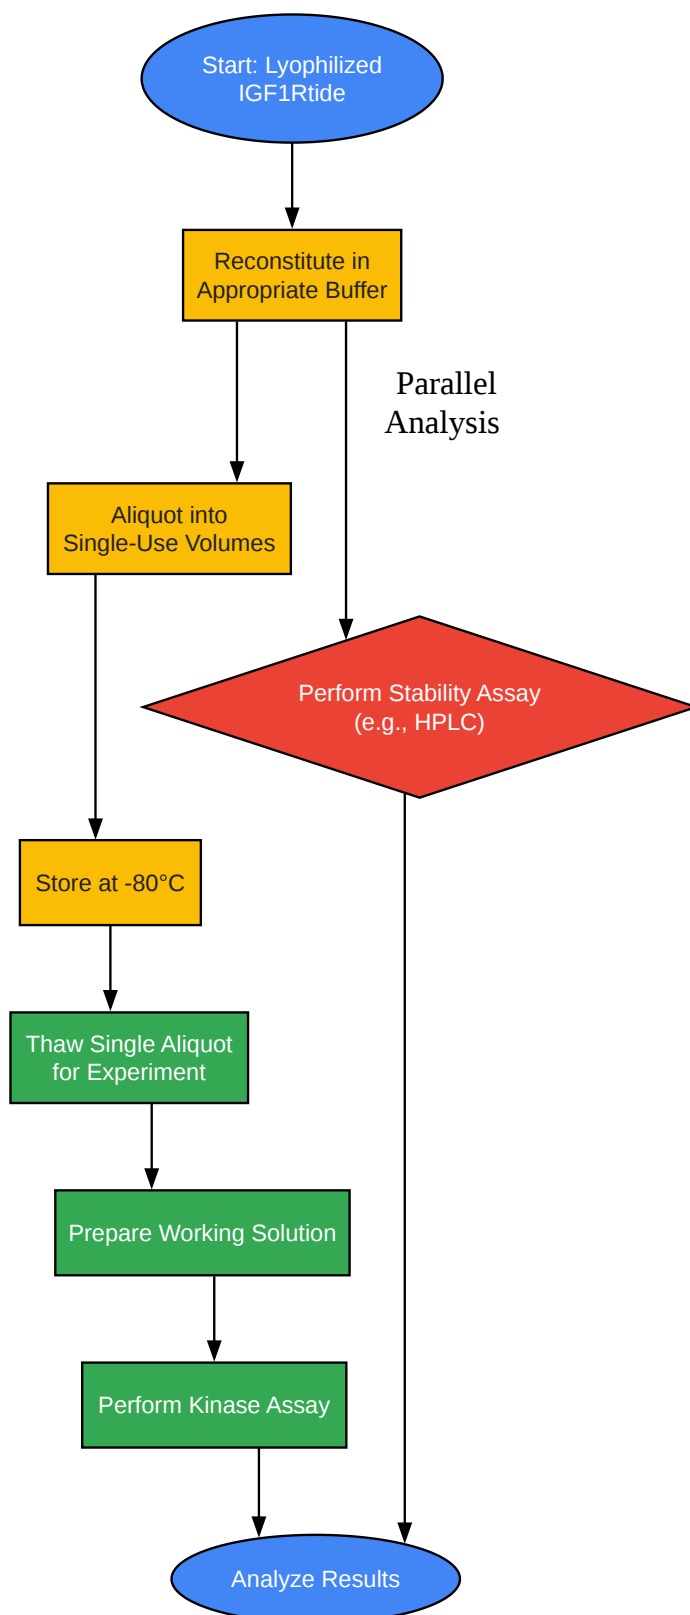 Start: Lyophilized
IGF1Rtide
Reconstitute in
Appropriate Buffer
Parallel
Analysis
Aliquot into
Single-Use Volumes
Perform Stability Assay
(e.g., HPLC)
Store at -80°C
Thaw Single Aliquot
for Experiment
Prepare Working Solution
Perform Kinase Assay
Analyze Results